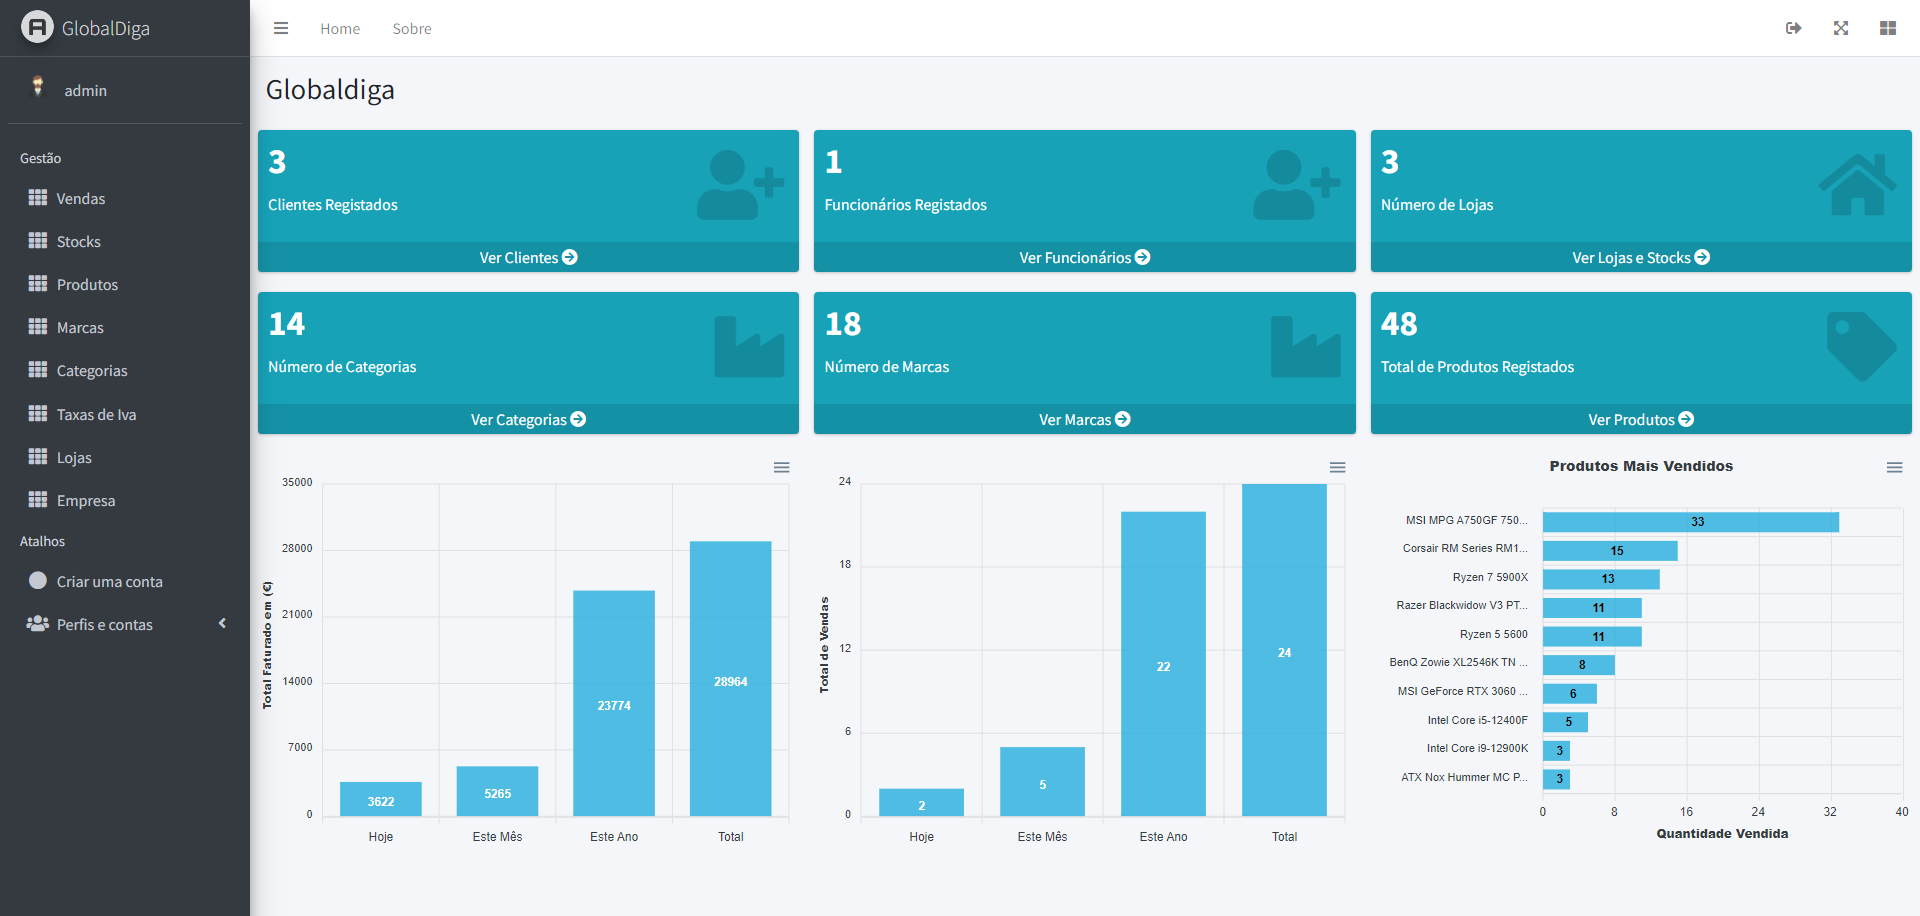 GlobalDiga
Home
Sobre
admin
Gestão
Vendas
Stocks
Produtos
Marcas
Categorias
Taxas de Iva
Lojas
Empresa
Atalhos
Criar uma conta
Perfis e contas
Globaldiga
3
Clientes Registados
Ver Clientes
1
Funcionários Registados
Ver Funcionários
3
Número de Lojas
Ver Lojas e Stocks
14
Número de Categorias
Ver Categorias
18
Número de Marcas
Ver Marcas
48
Total de Produtos Registados
Ver Produtos
Total Faturado em (€)
35000
28000
21000
14000
7000
0
3622
5265
23774
28964
Hoje
Este Mês
Este Ano
Total
Total de Vendas
24
18
12
6
0
2
5
22
24
Hoje
Este Mês
Este Ano
Total
Produtos Mais Vendidos
MSI MPG A750GF 750... 33
Corsair RM Series RM1... 15
Ryzen 7 5900X 13
Razer Blackwidow V3 PT... 11
Ryzen 5 5600 11
BenQ Zowie XL2546K TN ... 8
MSI GeForce RTX 3060 ... 6
Intel Core i5-12400F 5
Intel Core i9-12900K 3
ATX Nox Hummer MC P... 3
0 8 16 24 32 40
Quantidade Vendida